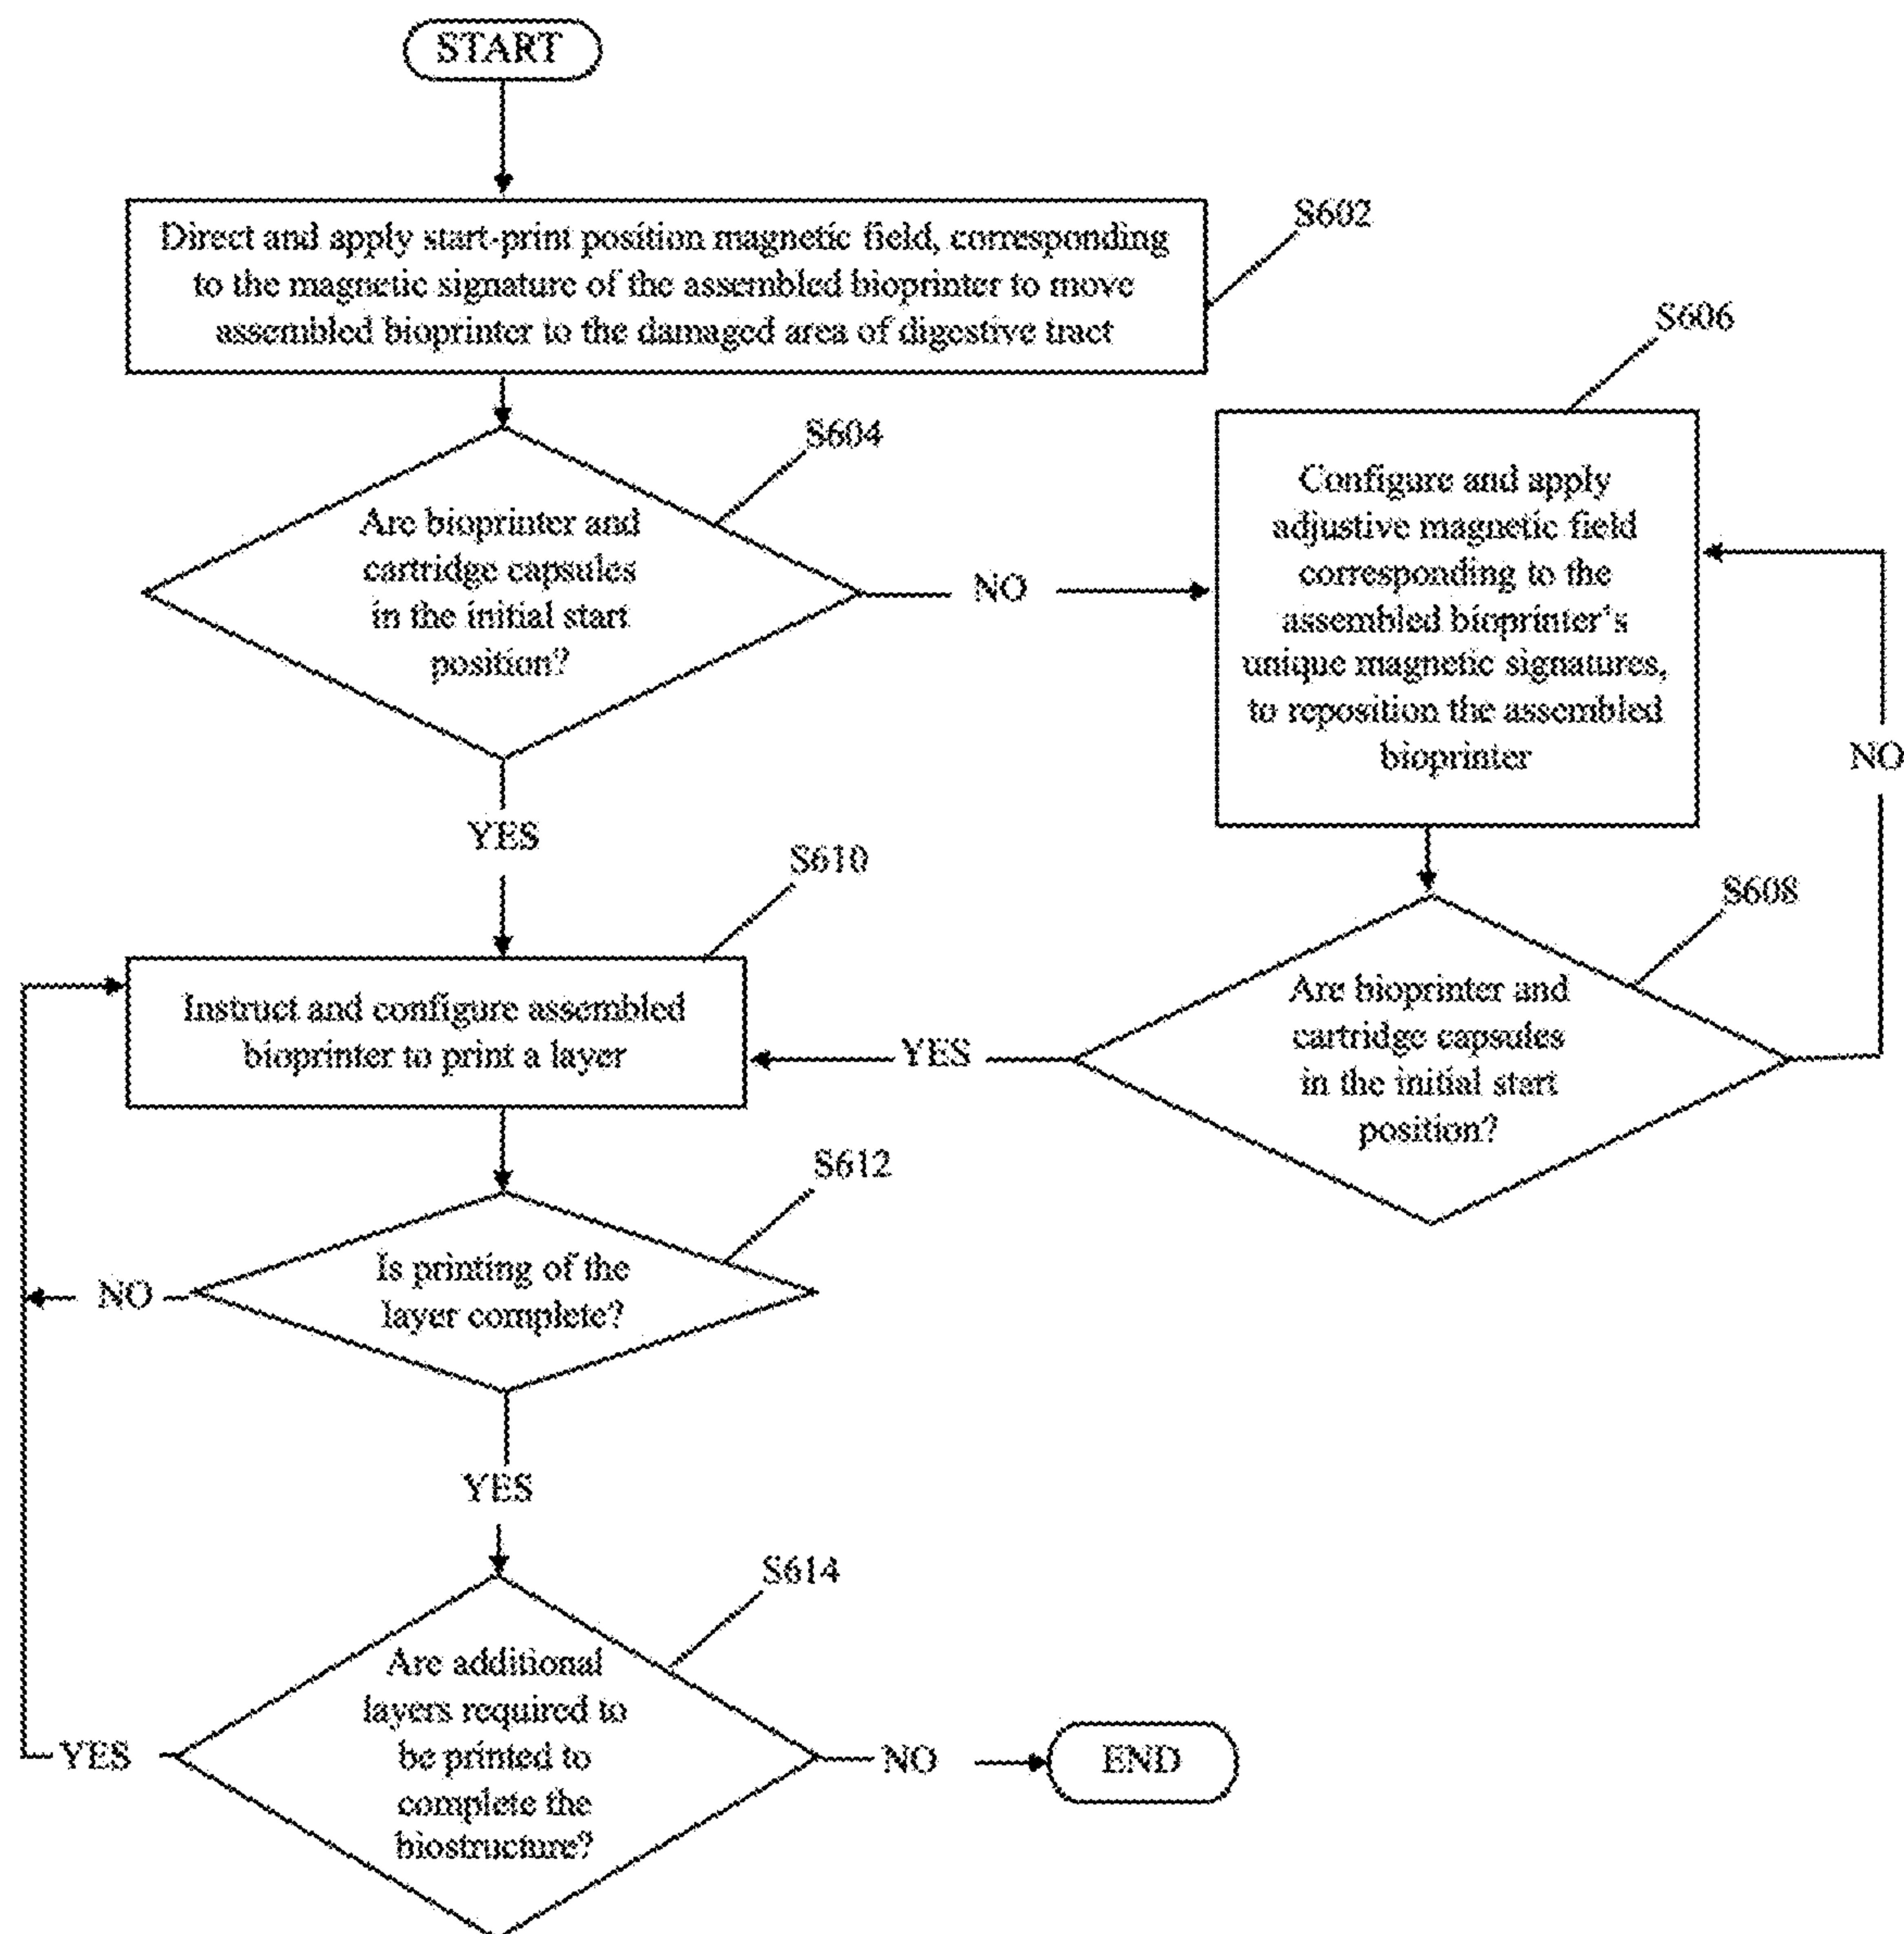 START
S602
Direct and apply start-print position magnetic field, corresponding
to the magnetic signature of the assembled bioprinter to move
assembled bioprinter to the damaged area of digestive tract
S604
Are bioprinter and
cartridge capsules
in the initial start
position?
NO
S606
Configure and apply
adjustive magnetic field
corresponding to the
assembled bioprinter's
unique magnetic signatures,
to reposition the assembled
bioprinter
NO
YES
S608
Are bioprinter and
cartridge capsules
in the initial start
position?
YES
S610
Instruct and configure assembled
bioprinter to print a layer
S612
Is printing of the
layer complete?
NO
YES
S614
Are additional
layers required to
be printed to
complete the
biostructure?
YES
NO
END